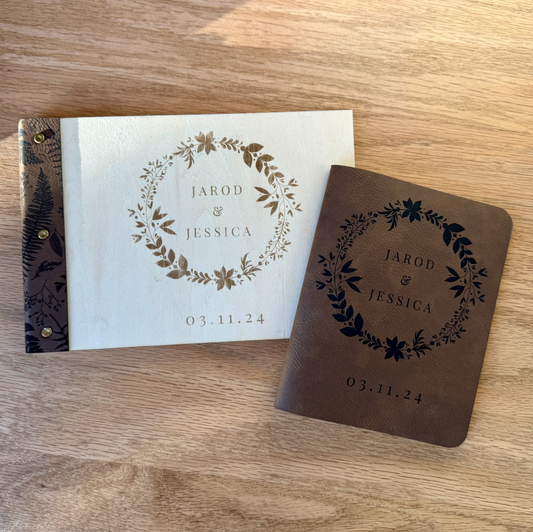 JAROD
&
JESSICA
03.11.24
JAROD
&
JESSICA
03.11.24